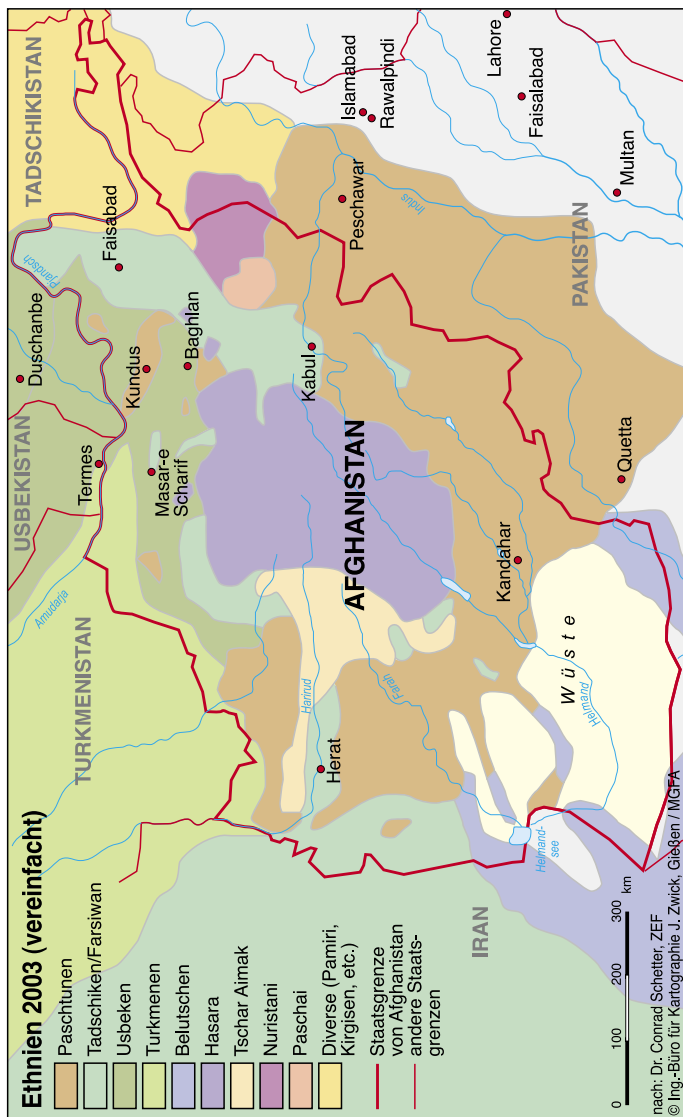 Ethnien 2003 (vereinfacht)
Paschtunen
Tadschiken/Farsiwan
Usbeken
Turkmenen
Belutschen
Hasara
Tschar Aimak
Nuristani
Paschai
Diverse (Pamiri,
Kirgisen, etc.)
Staatsgrenze
von Afghanistan
andere Staats-
grenzen
0 100 200 300 km
nach: Dr. Conrad Schetter, ZEF
© Ing.-Büro für Kartographie J. Zwick, Gießen / MGFA
TURKMENISTAN
USBEKISTAN
TADSCHIKISTAN
IRAN
AFGHANISTAN
PAKISTAN
Amudarja
Termes
Duschanbe
Pjandsch
Faisabad
Kundus
Baghlan
Masar-e
Scharif
Harirud
Herat
Farah
Kabul
Peschawar
Islamabad
Rawalpindi
Lahore
Faisalabad
Multan
Indus
Kandahar
Quetta
Wüste
Helmand
Helmand-
see